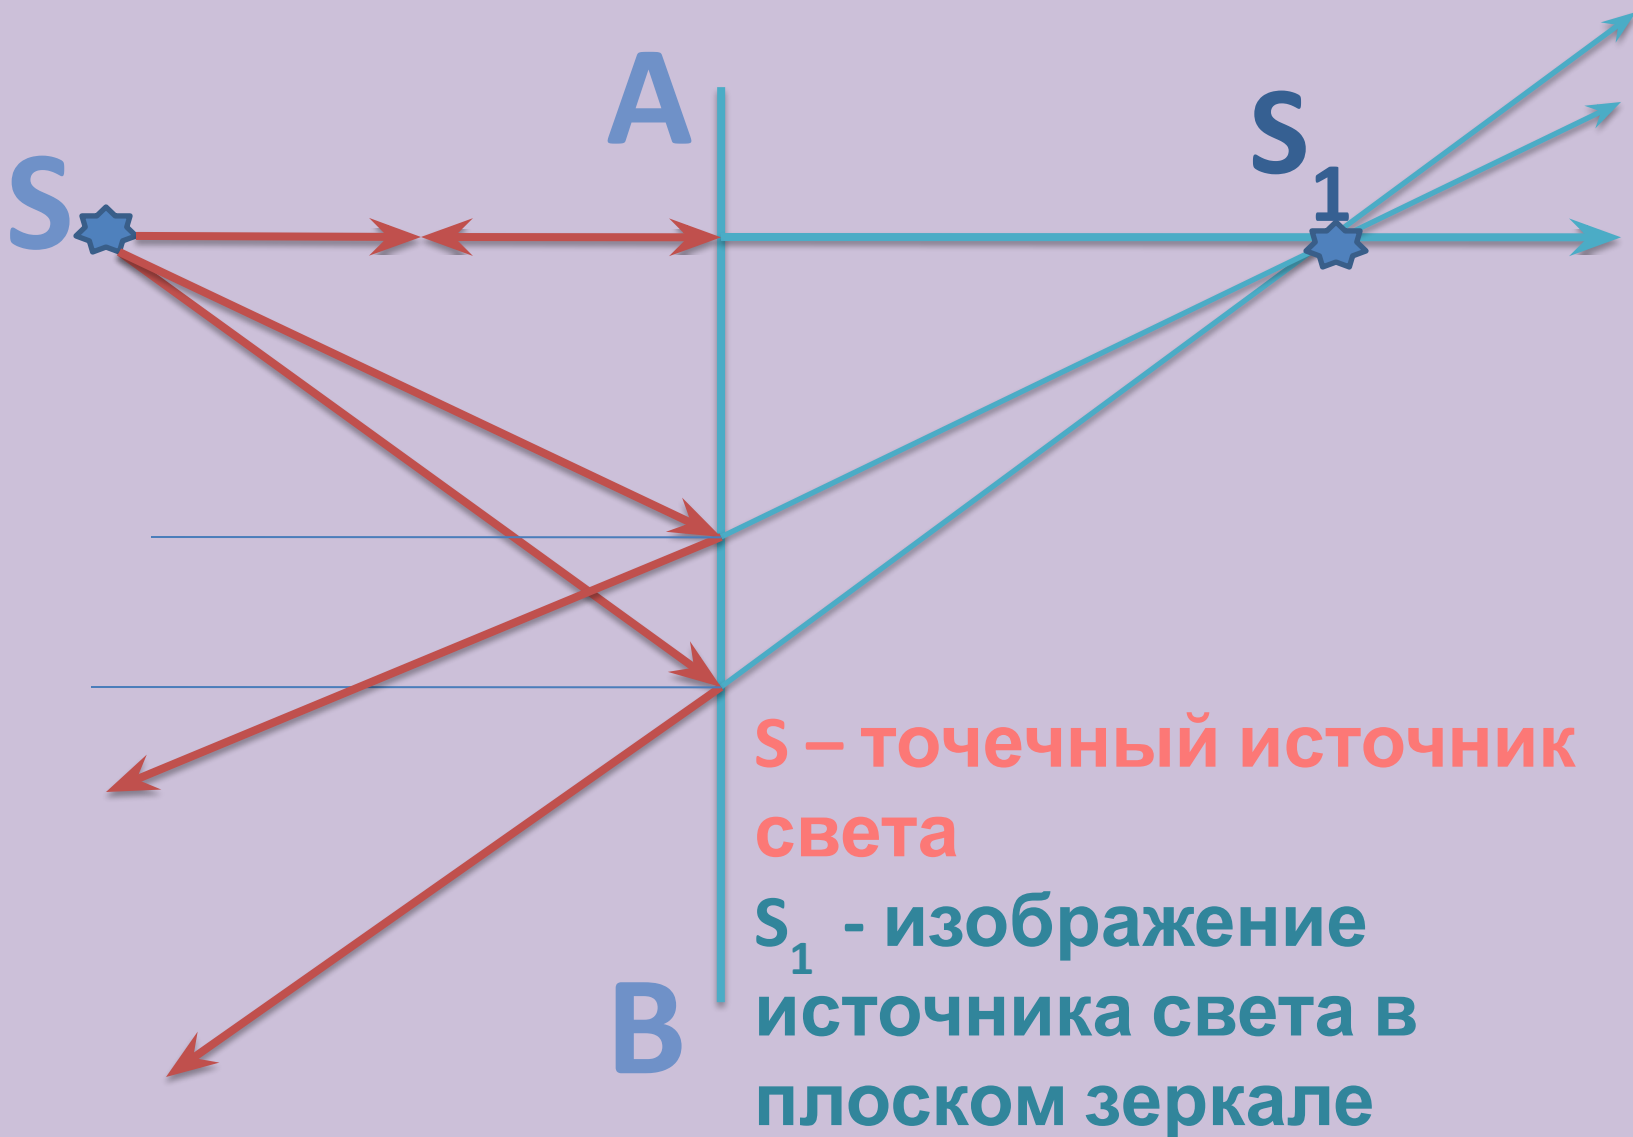 A
S
S₁
S – точечный источник
света
S₁ - изображение
источника света в
плоском зеркале
B